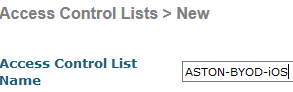 Access Control Lists > New
Access Control List ASTON-BYOD-iOS
Name